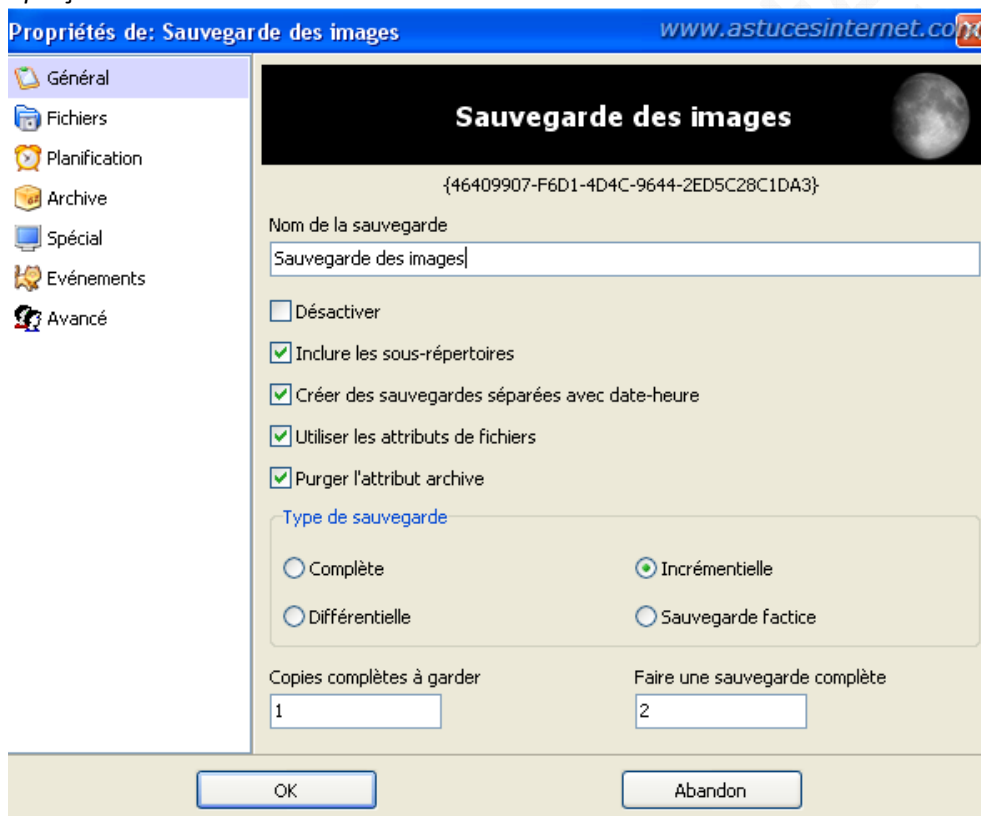 Propriétés de: Sauvegarde des images
www.astucesinternet.com
Général
Fichiers
Planification
Archive
Spécial
Evénements
Avancé
Sauvegarde des images
{46409907-F6D1-4D4C-9644-2ED5C28C1DA3}
Nom de la sauvegarde
Sauvegarde des images
Désactiver
Inclure les sous-répertoires
Créer des sauvegardes séparées avec date-heure
Utiliser les attributs de fichiers
Purger l'attribut archive
Type de sauvegarde
Complète
Incrémentielle
Différentielle
Sauvegarde factice
Copies complètes à garder
Faire une sauvegarde complète
1
2
OK
Abandon